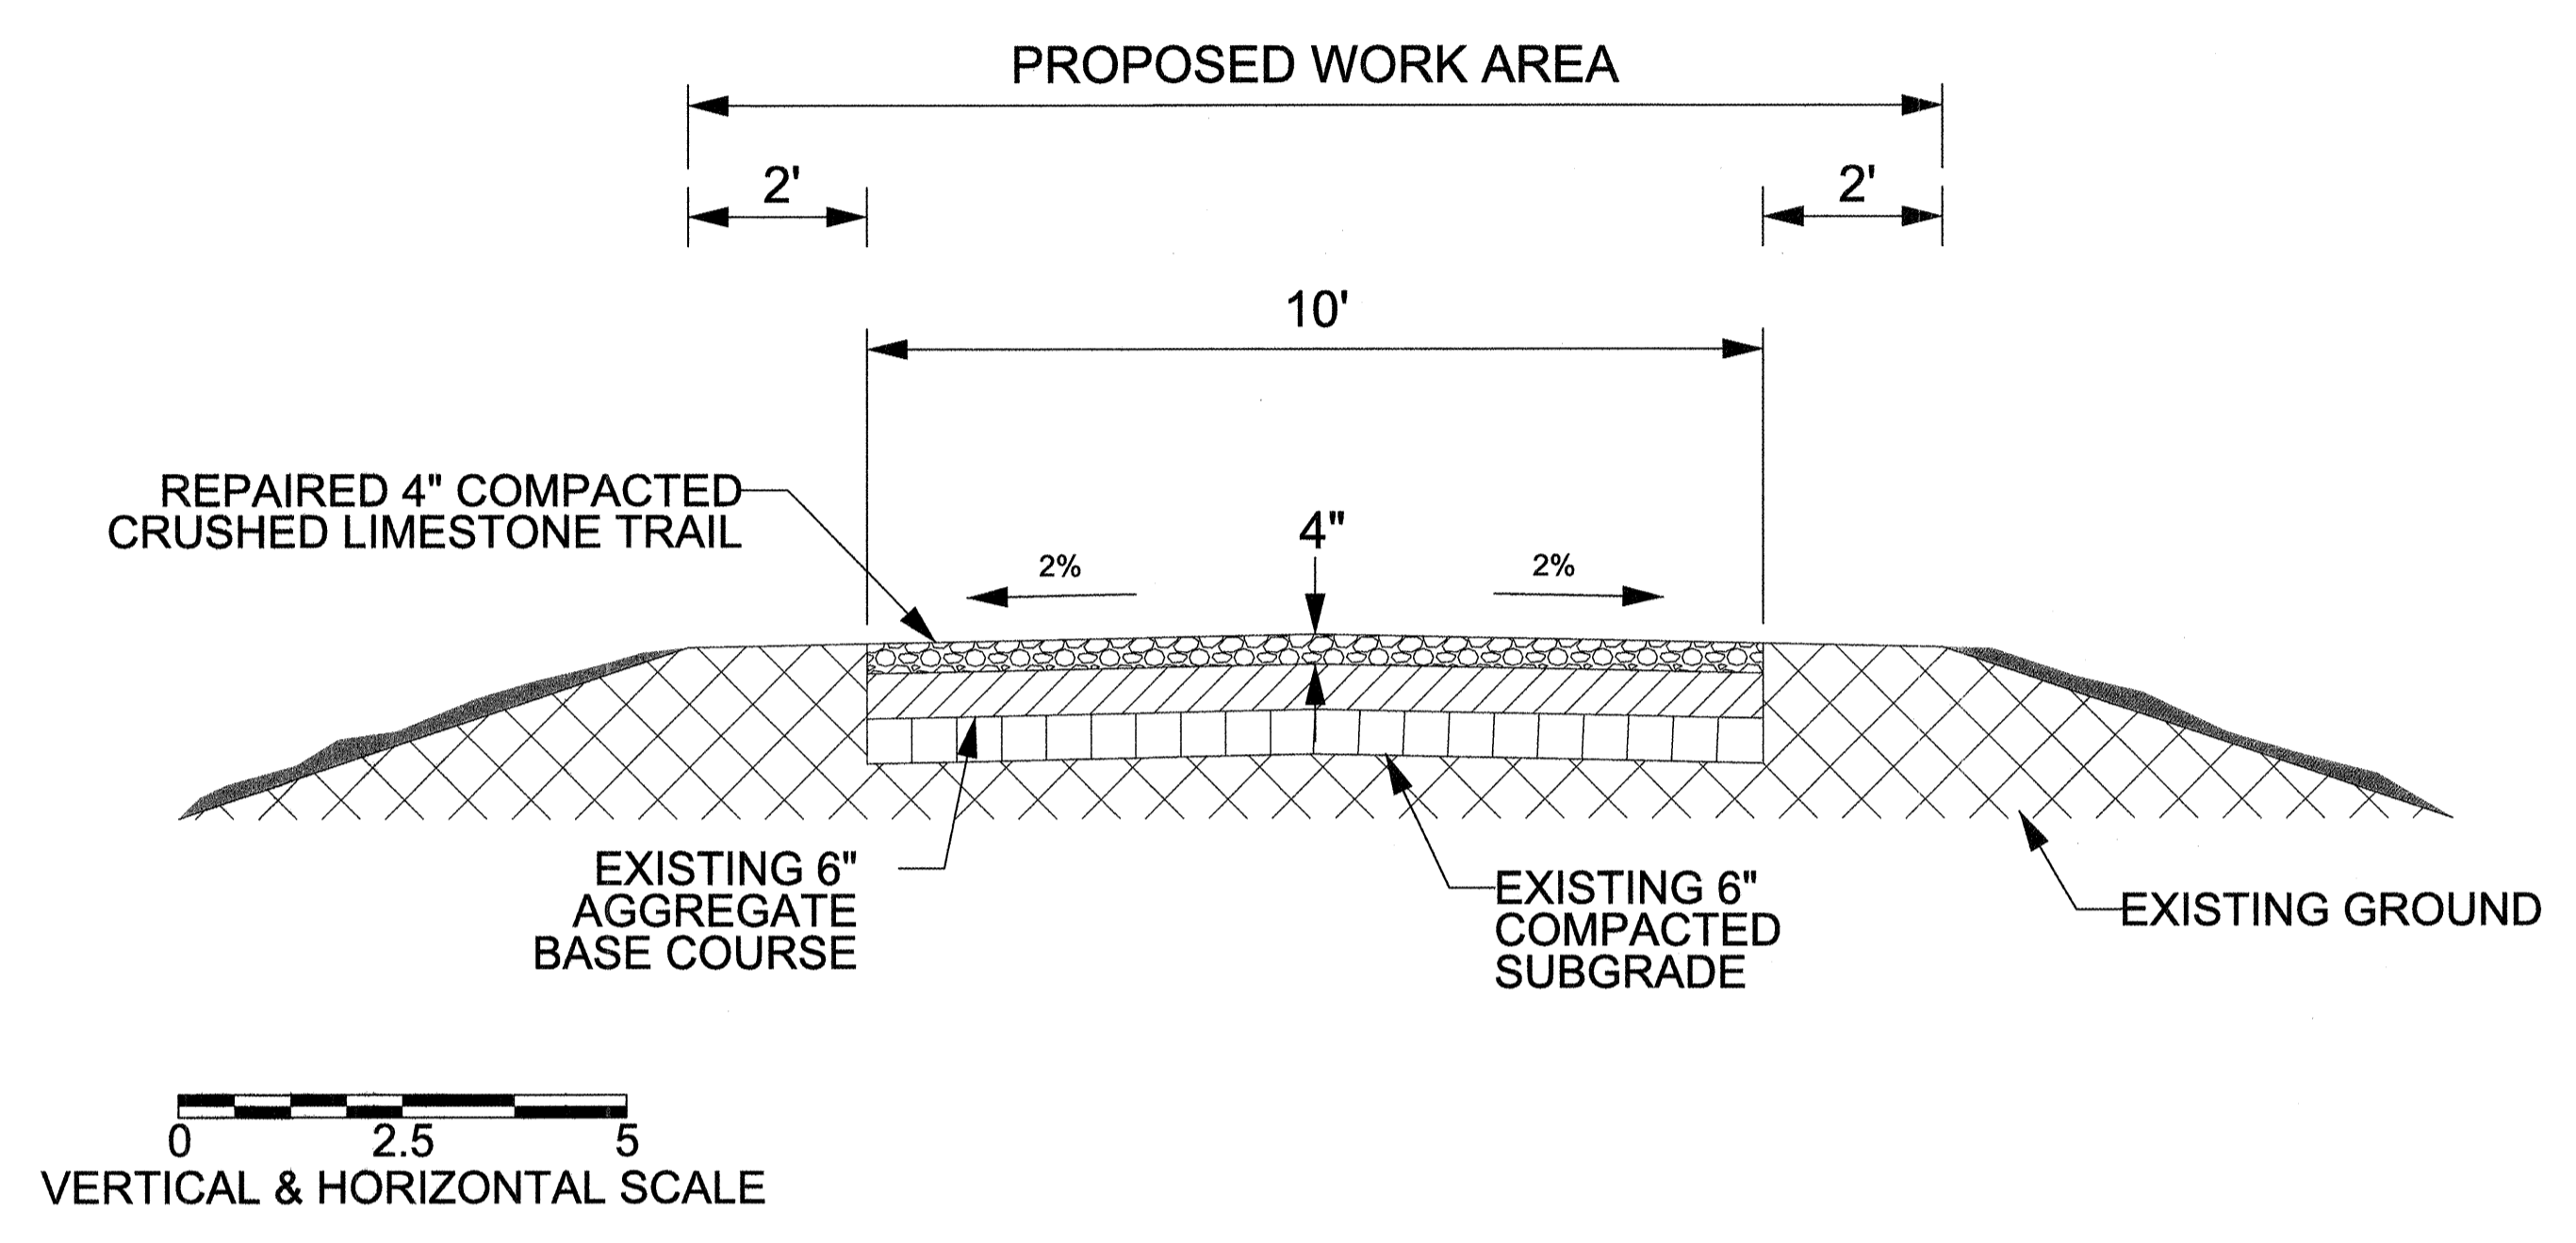 PROPOSED WORK AREA
2'
2'
10'
REPAIRED 4" COMPACTED
CRUSHED LIMESTONE TRAIL
4"
2%
2%
EXISTING 6"
AGGREGATE
BASE COURSE
EXISTING 6"
COMPACTED
SUBGRADE
EXISTING GROUND
0 2.5 5
VERTICAL & HORIZONTAL SCALE